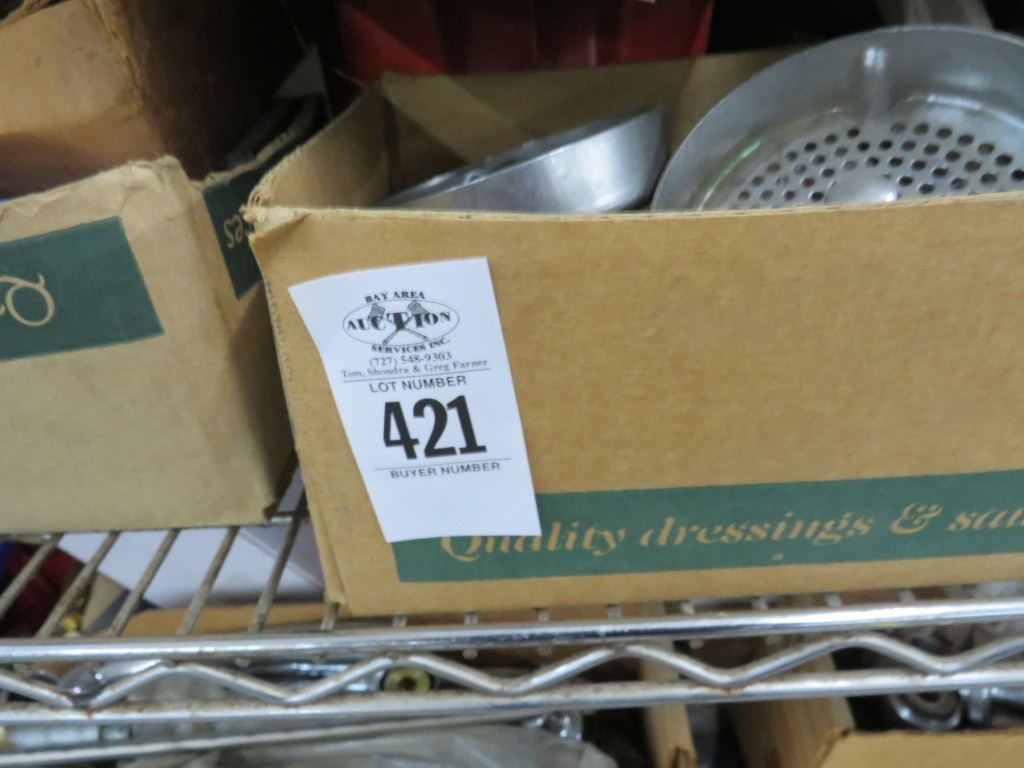 BAY AREA
AUCTION
SERVICES INC.
(727) 548-9303
Tom, Shondra & Greg Farner
LOT NUMBER
421
BUYER NUMBER
Quality dressings &